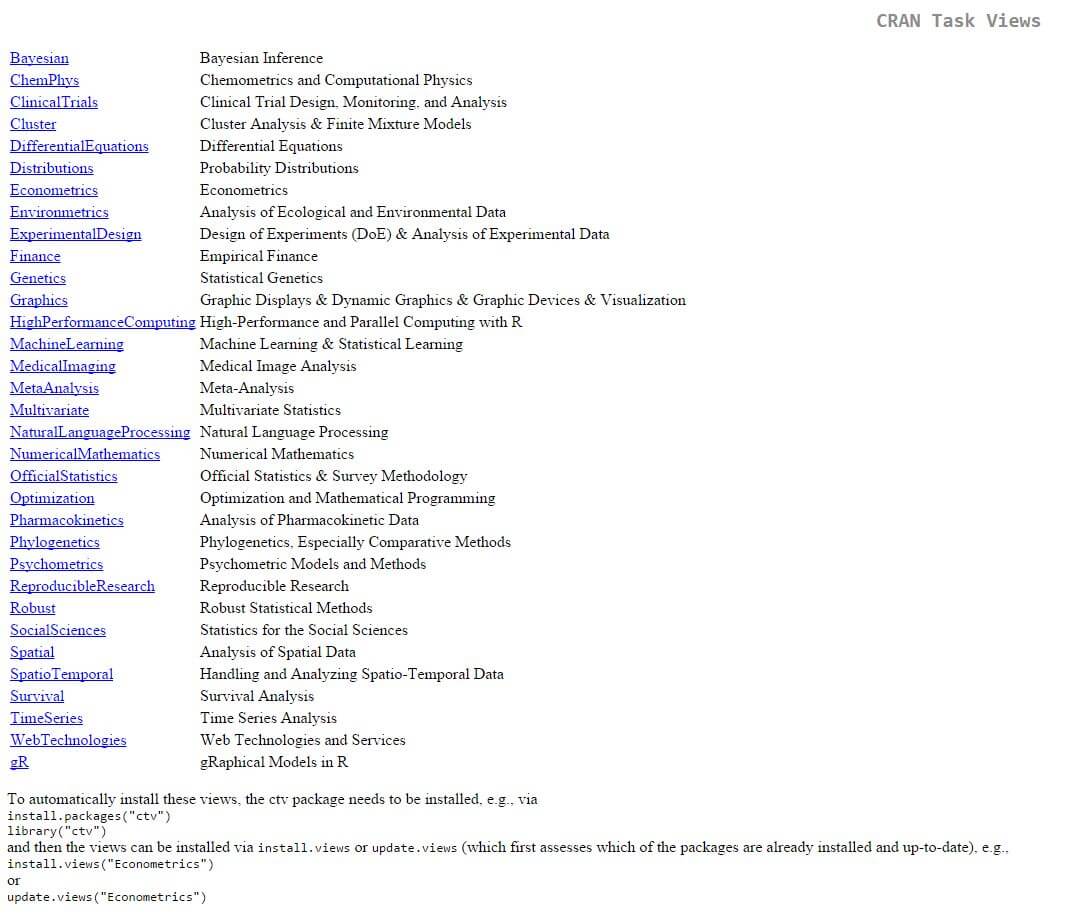 CRAN Task Views
Bayesian Bayesian Inference
ChemPhys Chemometrics and Computational Physics
ClinicalTrials Clinical Trial Design, Monitoring, and Analysis
Cluster Cluster Analysis & Finite Mixture Models
DifferentialEquations Differential Equations
Distributions Probability Distributions
Econometrics Econometrics
Environmetrics Analysis of Ecological and Environmental Data
ExperimentalDesign Design of Experiments (DoE) & Analysis of Experimental Data
Finance Empirical Finance
Genetics Statistical Genetics
Graphics Graphic Displays & Dynamic Graphics & Graphic Devices & Visualization
HighPerformanceComputing High-Performance and Parallel Computing with R
MachineLearning Machine Learning & Statistical Learning
MedicalImaging Medical Image Analysis
MetaAnalysis Meta-Analysis
Multivariate Multivariate Statistics
NaturalLanguageProcessing Natural Language Processing
NumericalMathematics Numerical Mathematics
OfficialStatistics Official Statistics & Survey Methodology
Optimization Optimization and Mathematical Programming
Pharmacokinetics Analysis of Pharmacokinetic Data
Phylogenetics Phylogenetics, Especially Comparative Methods
Psychometrics Psychometric Models and Methods
ReproducibleResearch Reproducible Research
Robust Robust Statistical Methods
SocialSciences Statistics for the Social Sciences
Spatial Analysis of Spatial Data
SpatioTemporal Handling and Analyzing Spatio-Temporal Data
Survival Survival Analysis
TimeSeries Time Series Analysis
WebTechnologies Web Technologies and Services
gR gRaphical Models in R
To automatically install these views, the ctv package needs to be installed, e.g., via
install.packages("ctv")
library("ctv")
and then the views can be installed via install.views or update.views (which first assesses which of the packages are already installed and up-to-date), e.g.,
install.views("Econometrics")
or
update.views("Econometrics")